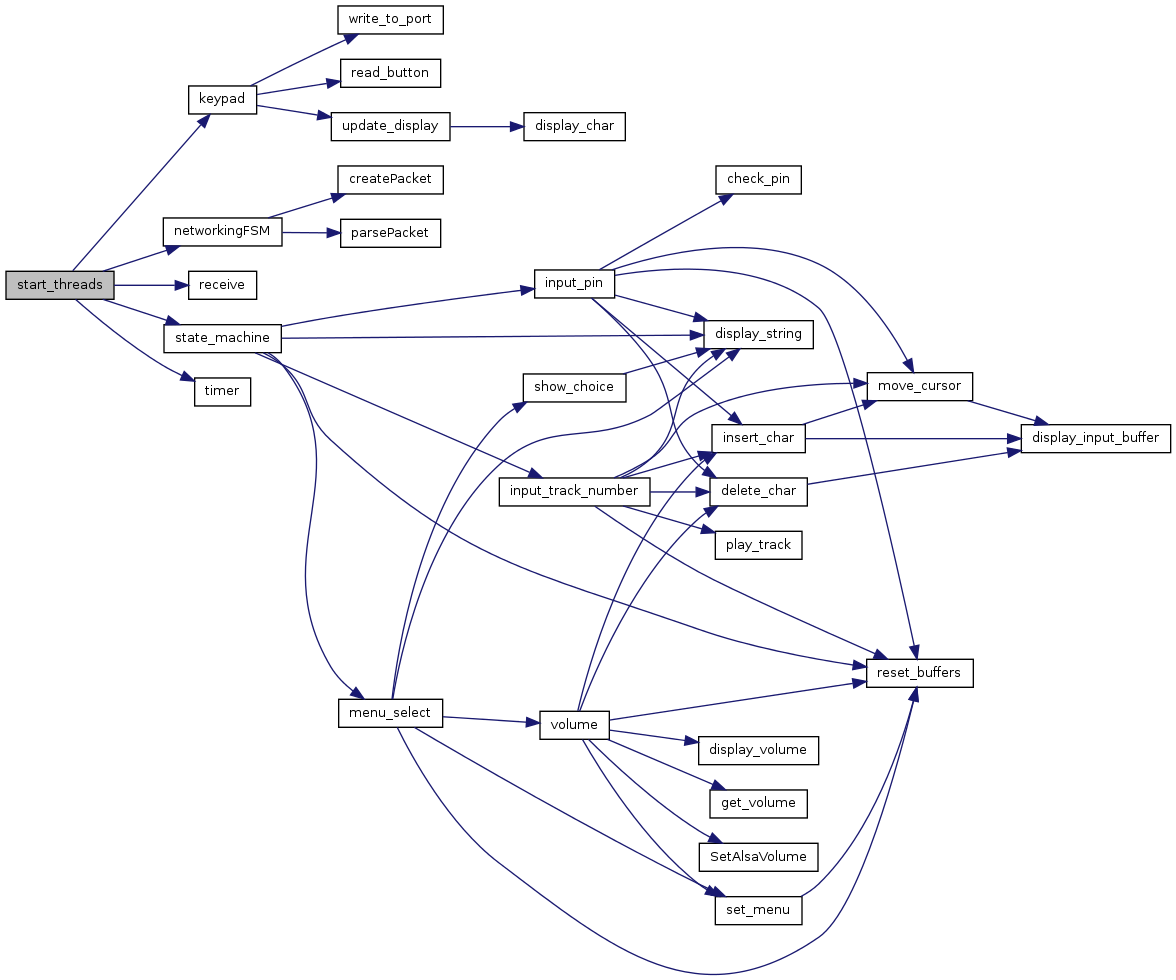 write_to_port
read_button
keypad
update_display
display_char
createPacket
check_pin
networkingFSM
parsePacket
start_threads
receive
input_pin
state_machine
display_string
timer
show_choice
move_cursor
insert_char
display_input_buffer
input_track_number
delete_char
play_track
reset_buffers
menu_select
volume
display_volume
get_volume
SetAlsaVolume
set_menu